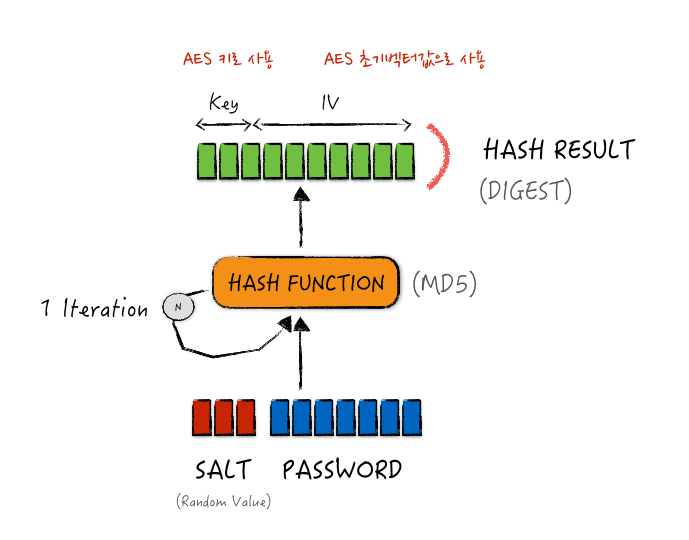 AES 키로 사용
AES 초기벡터값으로 사용
Key
IV
HASH RESULT
(DIGEST)
HASH FUNCTION
(MD5)
1 Iteration
N
SALT
PASSWORD
(Random Value)